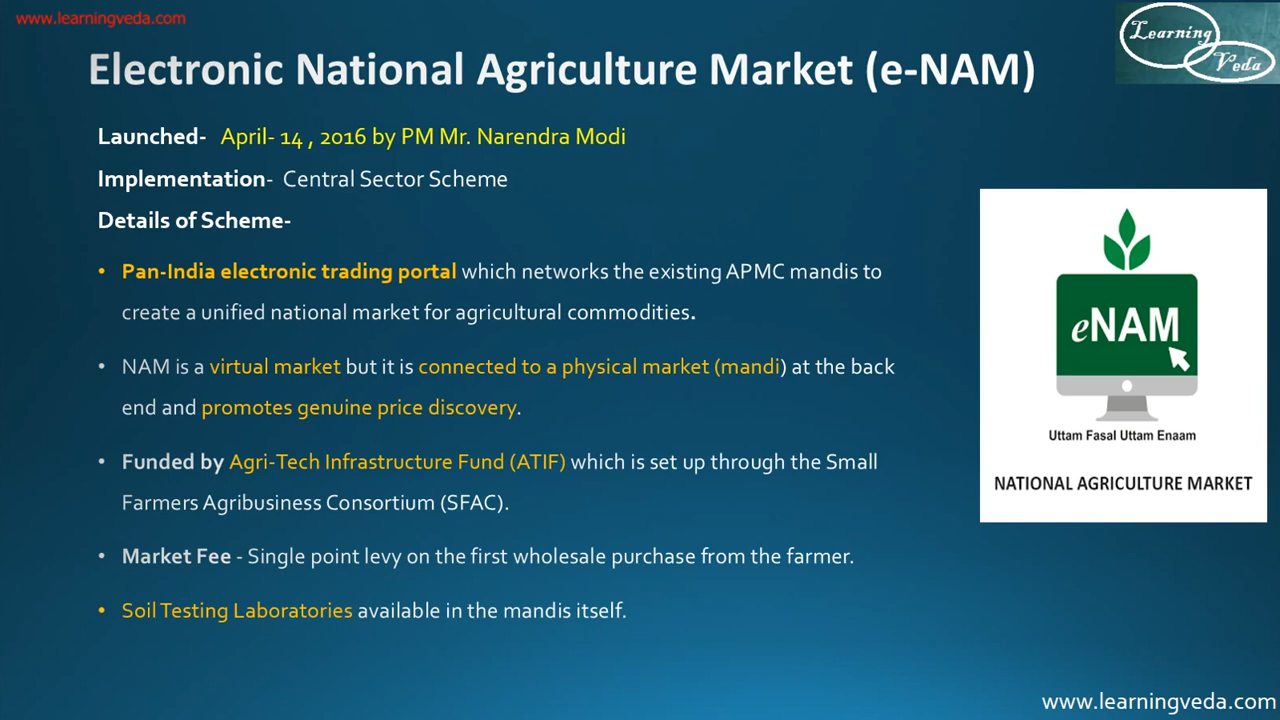 www.learningveda.com
Learning
Veda
Electronic National Agriculture Market (e-NAM)
Launched- April- 14 , 2016 by PM Mr. Narendra Modi
Implementation- Central Sector Scheme
Details of Scheme-
• Pan-India electronic trading portal which networks the existing APMC mandis to
create a unified national market for agricultural commodities.
• NAM is a virtual market but it is connected to a physical market (mandi) at the back
end and promotes genuine price discovery.
• Funded by Agri-Tech Infrastructure Fund (ATIF) which is set up through the Small
Farmers Agribusiness Consortium (SFAC).
• Market Fee - Single point levy on the first wholesale purchase from the farmer.
• Soil Testing Laboratories available in the mandis itself.
eNAM
Uttam Fasal Uttam Enaam
NATIONAL AGRICULTURE MARKET
www.learningveda.com